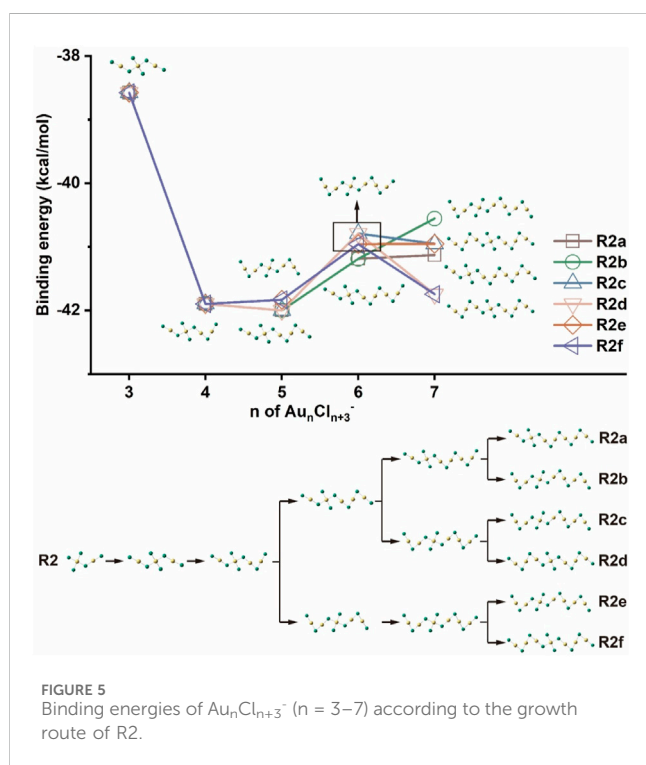 -38
-40
-42
Binding energy (kcal/mol)
3 4 5 6 7
n of AuₙClₙ₊₃⁻
R2a
R2b
R2c
R2d
R2e
R2f
R2
R2a
R2b
R2c
R2d
R2e
R2f
FIGURE 5
Binding energies of AuₙClₙ₊₃⁻ (n = 3–7) according to the growth
route of R2.